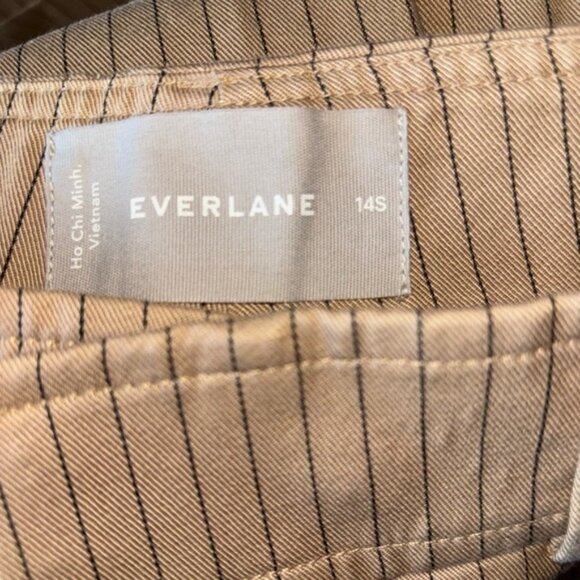 Ho Chi Minh,
Vietnam
EVERLANE
14S